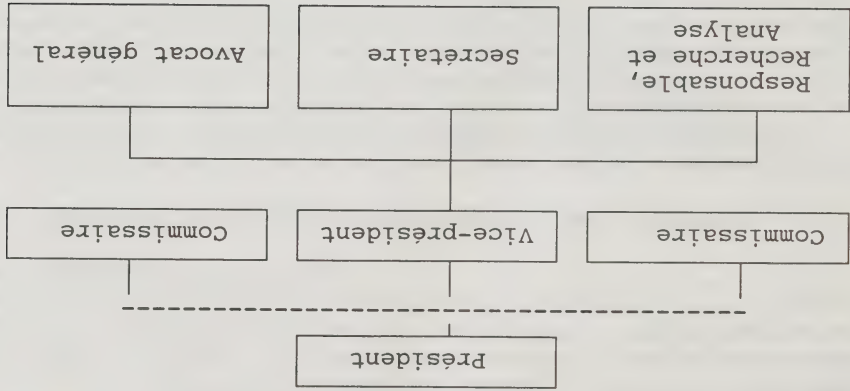 Président
Commissaire
Vice-président
Commissaire
Responsable,
Recherche et
Analyse
Secrétaire
Avocat général